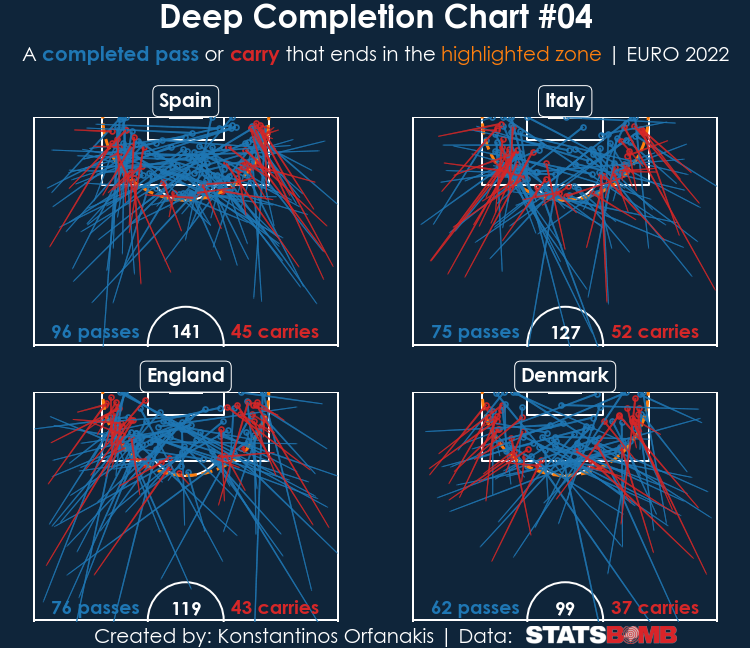 Deep Completion Chart #04
A completed pass or carry that ends in the highlighted zone | EURO 2022
Spain
Italy
96 passes 141 45 carries
75 passes 127 52 carries
England
Denmark
76 passes 119 43 carries
62 passes 99 37 carries
Created by: Konstantinos Orfanakis | Data: STATSBOMB